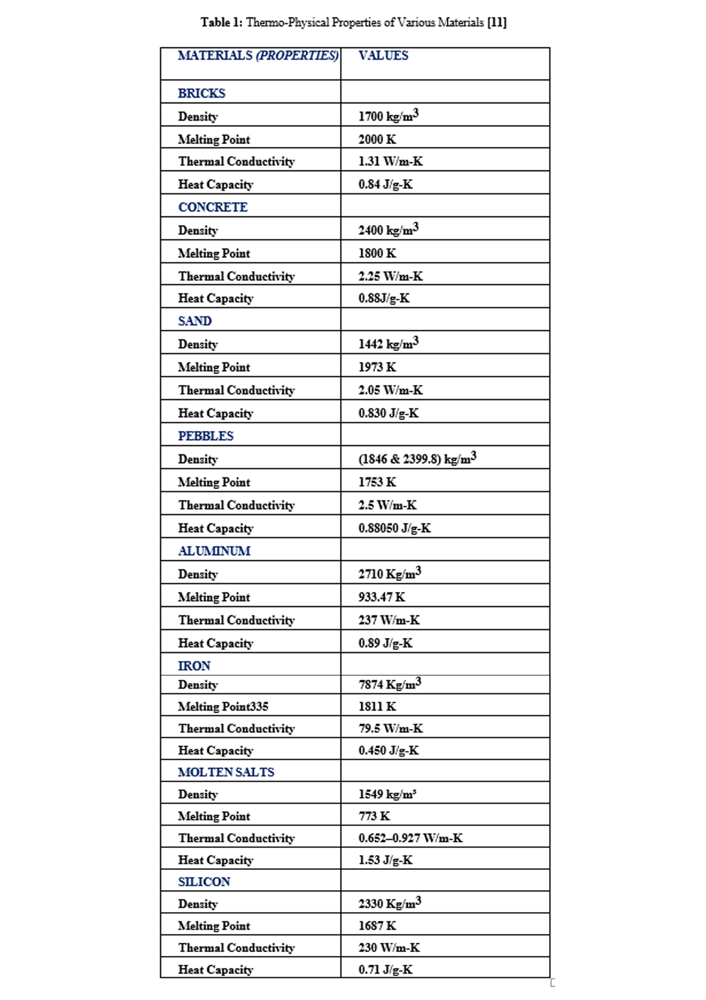 Table 1: Thermo-Physical Properties of Various Materials [11]
MATERIALS (PROPERTIES) VALUES
BRICKS
Density 1700 kg/m³
Melting Point 2000 K
Thermal Conductivity 1.31 W/m-K
Heat Capacity 0.84 J/g-K
CONCRETE
Density 2400 kg/m³
Melting Point 1800 K
Thermal Conductivity 2.25 W/m-K
Heat Capacity 0.88J/g-K
SAND
Density 1442 kg/m³
Melting Point 1973 K
Thermal Conductivity 2.05 W/m-K
Heat Capacity 0.830 J/g-K
PEBBLES
Density (1846 & 2399.8) kg/m³
Melting Point 1753 K
Thermal Conductivity 2.5 W/m-K
Heat Capacity 0.88050 J/g-K
ALUMINUM
Density 2710 Kg/m³
Melting Point 933.47 K
Thermal Conductivity 237 W/m-K
Heat Capacity 0.89 J/g-K
IRON
Density 7874 Kg/m³
Melting Point335 1811 K
Thermal Conductivity 79.5 W/m-K
Heat Capacity 0.450 J/g-K
MOLTEN SALTS
Density 1549 kg/m³
Melting Point 773 K
Thermal Conductivity 0.652–0.927 W/m-K
Heat Capacity 1.53 J/g-K
SILICON
Density 2330 Kg/m³
Melting Point 1687 K
Thermal Conductivity 230 W/m-K
Heat Capacity 0.71 J/g-K